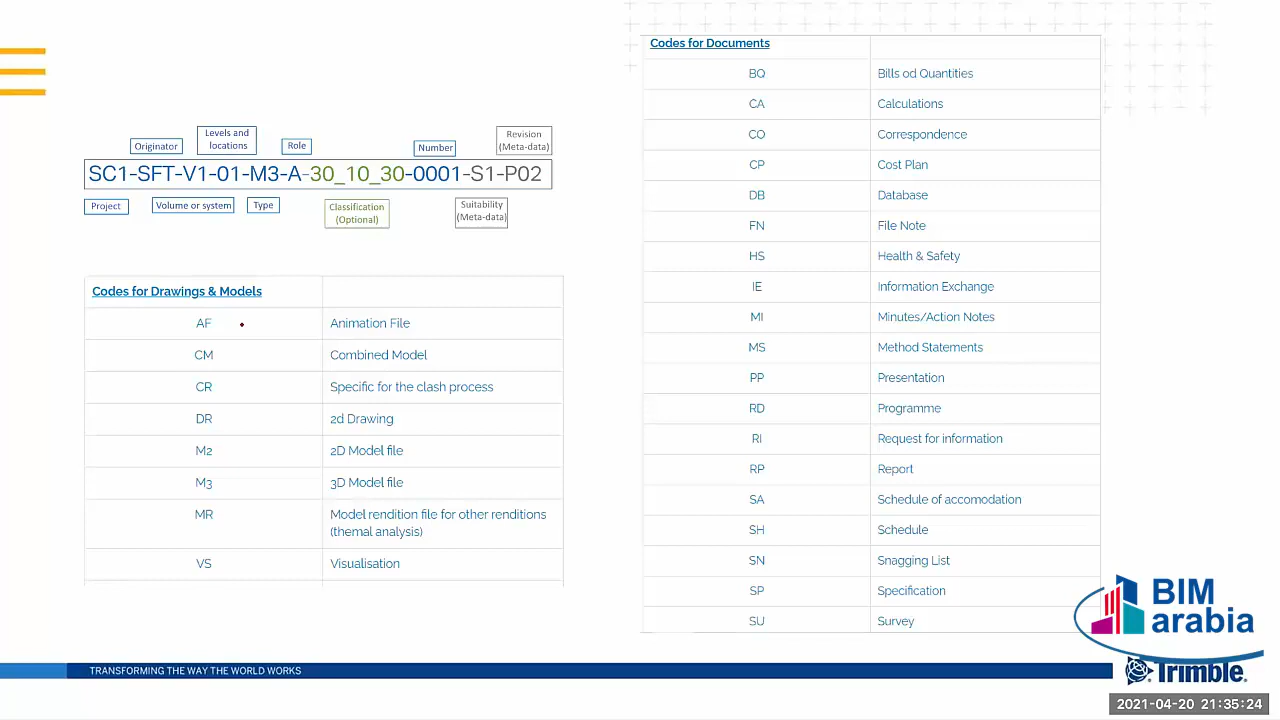 Originator
Levels and
locations
Role
Number
Revision
(Meta-data)
SC1-SFT-V1-01-M3-A-30_10_30-0001-S1-P02
Project
Volume or system
Type
Classification
(Optional)
Suitability
(Meta-data)
Codes for Drawings & Models
AF Animation File
CM Combined Model
CR Specific for the clash process
DR 2d Drawing
M2 2D Model file
M3 3D Model file
MR Model rendition file for other renditions
(themal analysis)
VS Visualisation
Codes for Documents
BQ Bills od Quantities
CA Calculations
CO Correspondence
CP Cost Plan
DB Database
FN File Note
HS Health & Safety
IE Information Exchange
MI Minutes/Action Notes
MS Method Statements
PP Presentation
RD Programme
RI Request for information
RP Report
SA Schedule of accomodation
SH Schedule
SN Snagging List
SP Specification
SU Survey
BIM
arabia
TRANSFORMING THE WAY THE WORLD WORKS
Trimble
2021-04-20 21:35:24